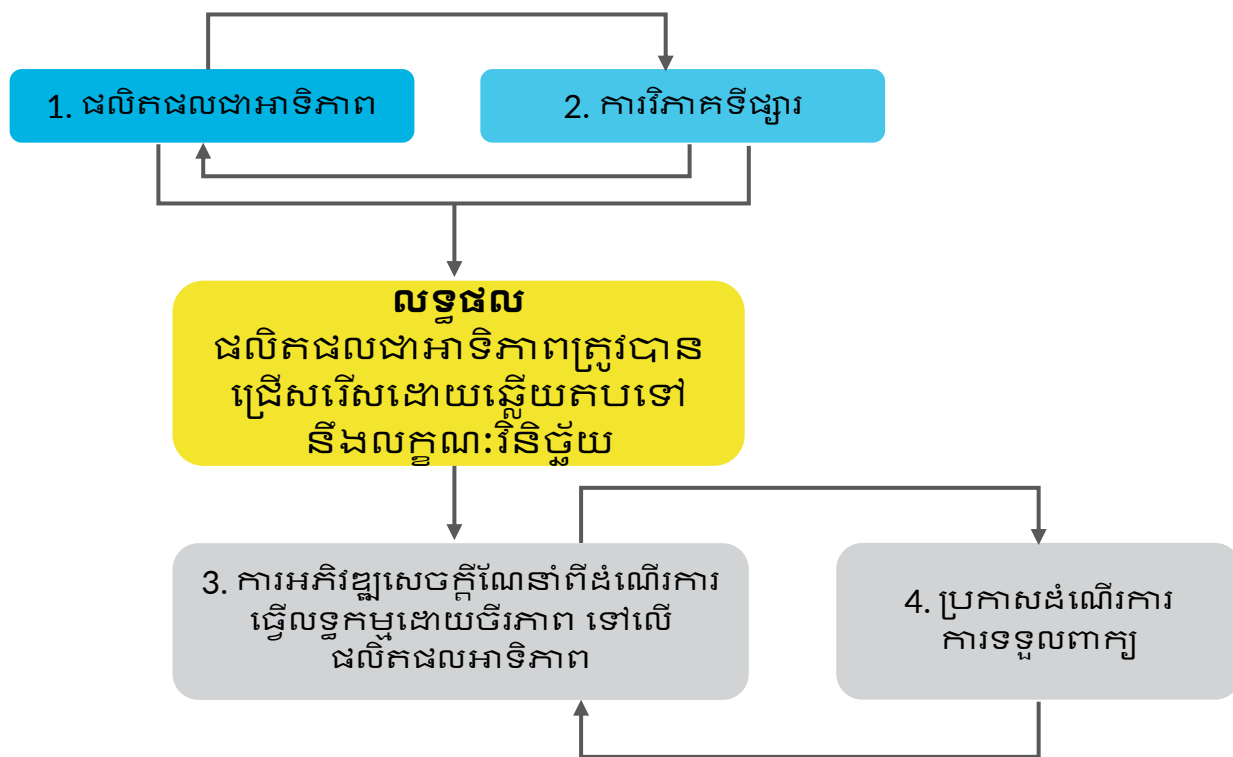 1. ផលិតផលជាអាទិភាព
2. ការវិភាគទីផ្សារ
លទ្ធផល
ផលិតផលជាអាទិភាពត្រូវបាន
ជ្រើសរើសដោយឆ្លើយតបទៅ
នឹងលក្ខណៈវិនិច្ឆ័យ
3. ការអភិវឌ្ឍសេចក្តីណែនាំពីដំណើរការ
ធ្វើលទ្ធកម្មដោយចីរភាព ទៅលើ
ផលិតផលអាទិភាព
4. ប្រកាសដំណើរការ
ការទទួលពាក្យ